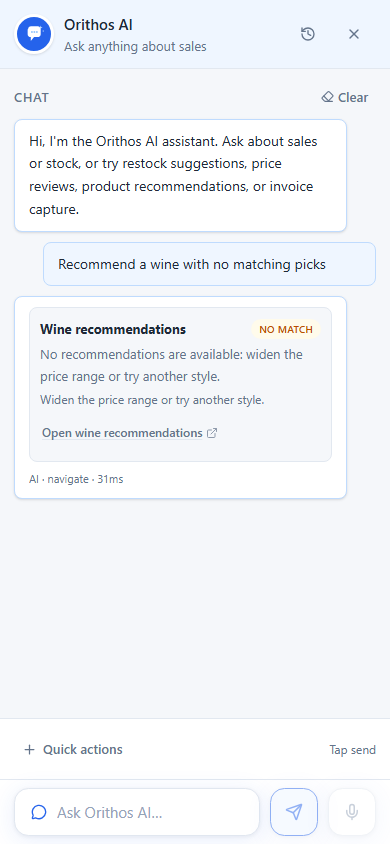 Orithos AI
Ask anything about sales
CHAT
Clear
Hi, I'm the Orithos AI assistant. Ask about sales
or stock, or try restock suggestions, price
reviews, product recommendations, or invoice
capture.
Recommend a wine with no matching picks
Wine recommendations
NO MATCH
No recommendations are available: widen the
price range or try another style.
Widen the price range or try another style.
Open wine recommendations
AI · navigate · 31ms
Quick actions
Tap send
Ask Orithos AI...